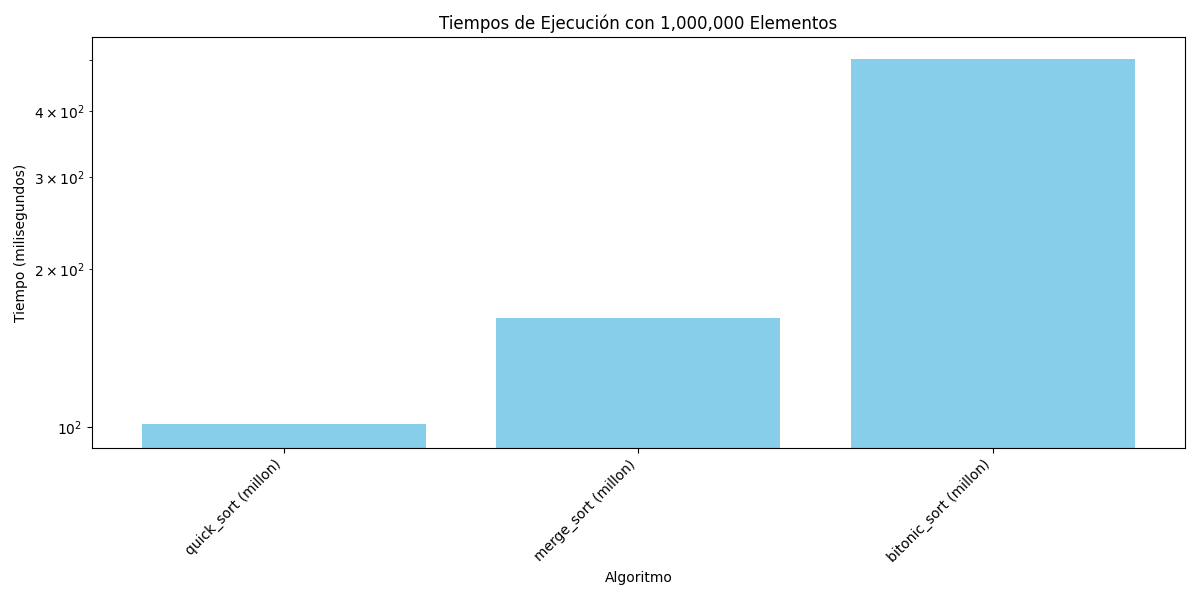 Tiempos de Ejecución con 1,000,000 Elementos
Tiempo (milisegundos)
4 × 10²
3 × 10²
2 × 10²
10²
quick_sort (millon)
merge_sort (millon)
bitonic_sort (millon)
Algoritmo